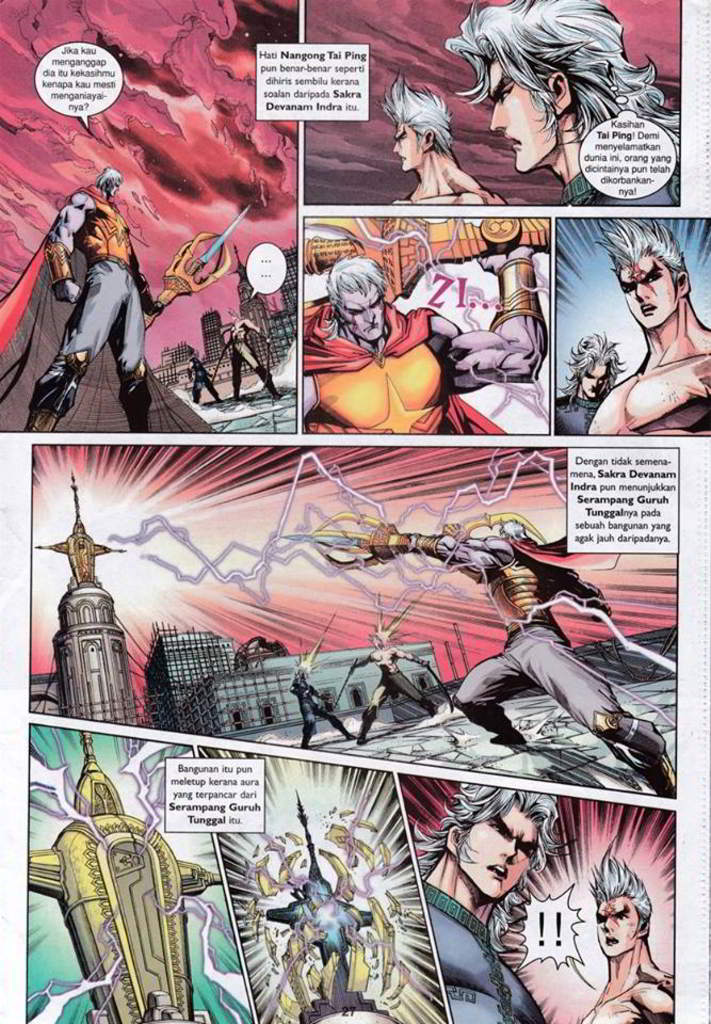 Jika kau
menganggap
dia itu kekasihmu
kenapa kau mesti
menganiayai-
nya?
Hati Nangong Tai Ping
pun benar-benar seperti
dihiris sembilu kerana
soalan daripada Sakra
Devanam Indra itu.
Kasihan
Tai Ping! Demi
menyelamatkan
dunia ini, orang yang
dicintainya pun telah
dikorbankan-
nya!
...
...
ZI...
Dengan tidak semena-
mena, Sakra Devanam
Indra pun menunjukkan
Serampang Guruh
Tunggalnya pada
sebuah bangunan yang
agak jauh daripadanya.
Bangunan itu pun
meletup kerana aura
yang terpancar dari
Serampang Guruh
Tunggal itu.
!!
27